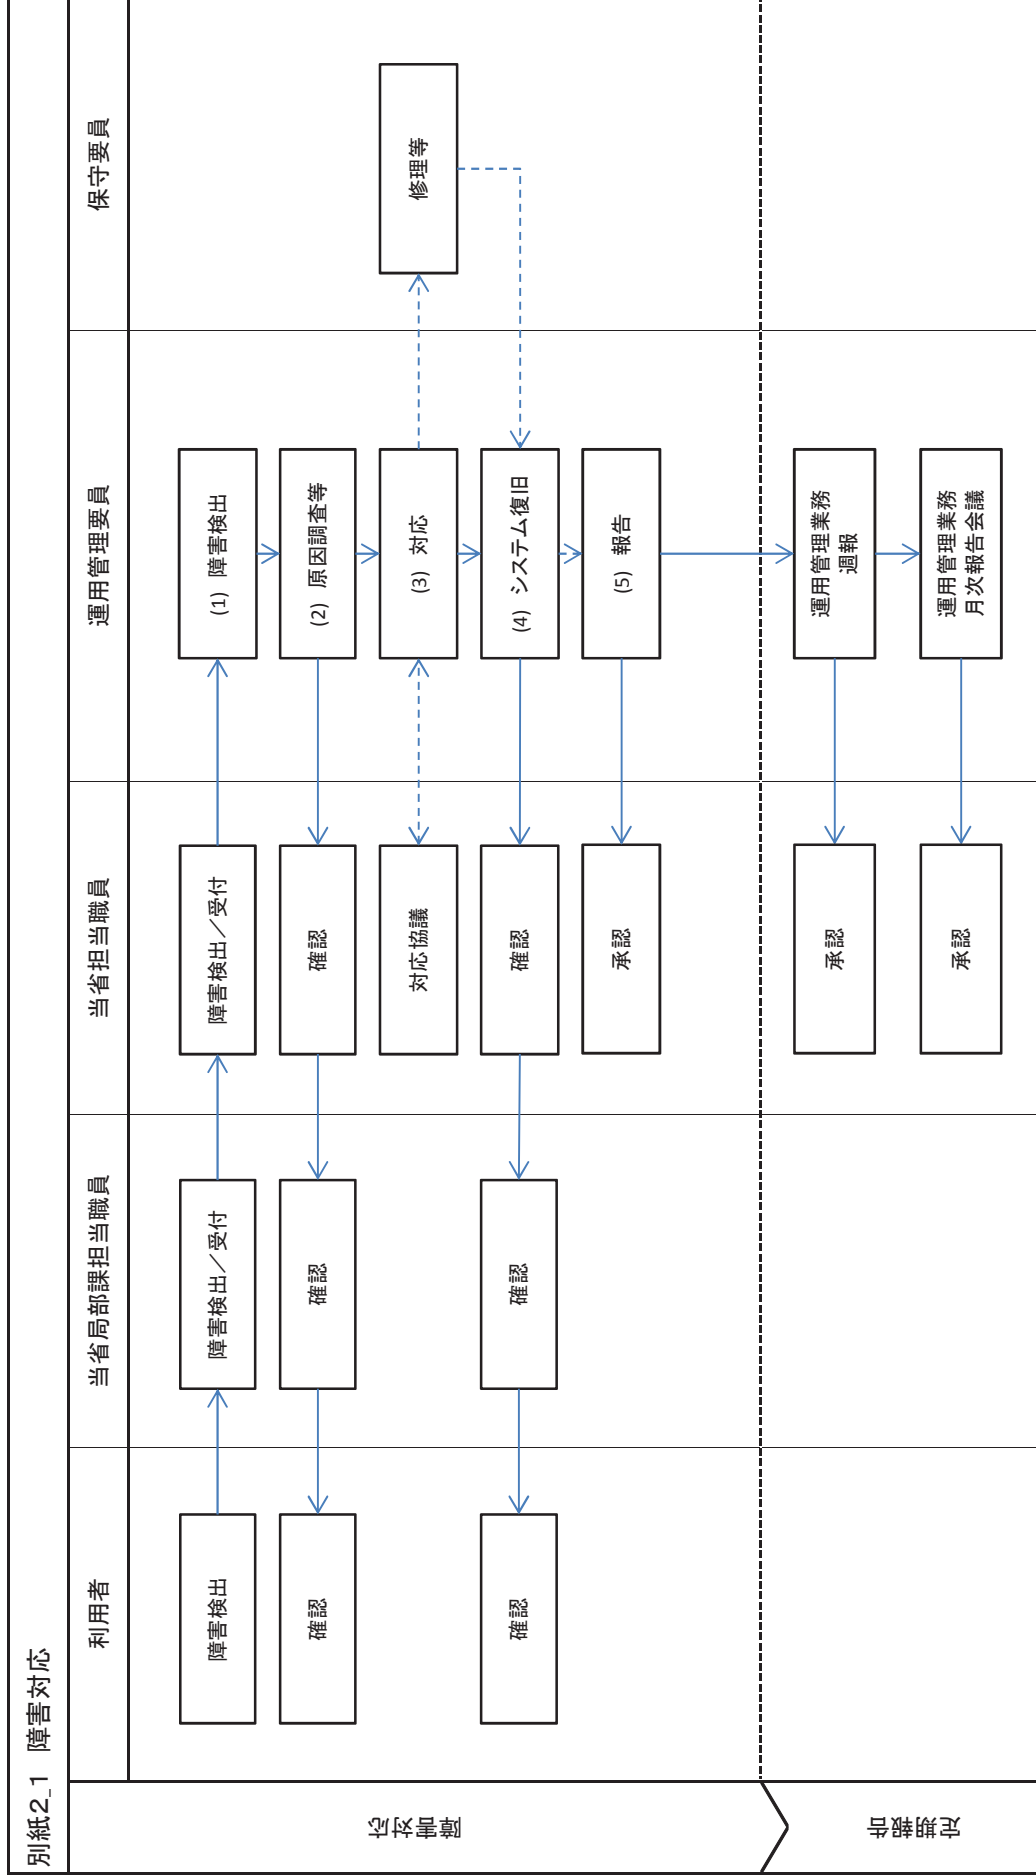 別紙2_1 障害対応
利用者
当省局部課担当職員
当省担当職員
運用管理要員
保守要員
障害対応
障害検出
障害検出／受付
障害検出／受付
(1) 障害検出
確認
確認
確認
(2) 原因調査等
対応協議
(3) 対応
修理等
確認
確認
確認
(4) システム復旧
承認
(5) 報告
定期報告
承認
運用管理業務
週報
承認
運用管理業務
月次報告会議